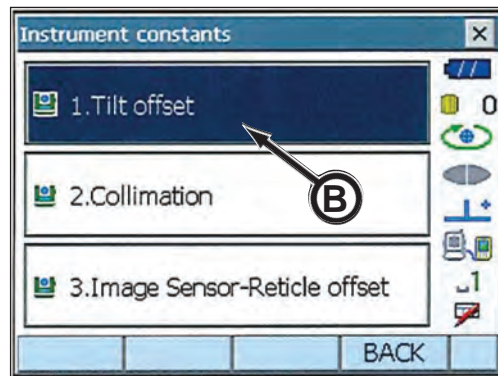 Instrument constants
1.Tilt offset
0
B
2.Collimation
3.Image Sensor-Reticle offset
1
BACK